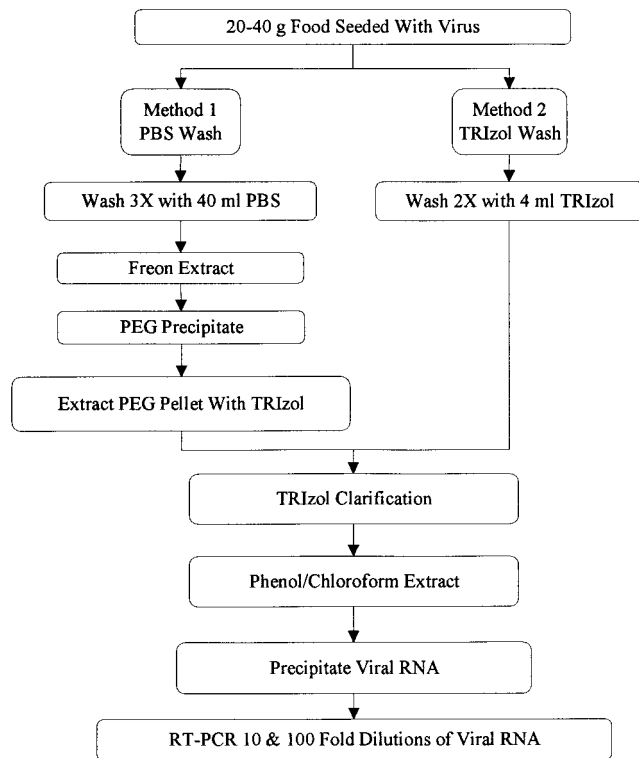 20-40 g Food Seeded With Virus
Method 1
PBS Wash
Method 2
TRIzol Wash
Wash 3X with 40 ml PBS
Wash 2X with 4 ml TRIzol
Freon Extract
PEG Precipitate
Extract PEG Pellet With TRIzol
TRIzol Clarification
Phenol/Chloroform Extract
Precipitate Viral RNA
RT-PCR 10 & 100 Fold Dilutions of Viral RNA